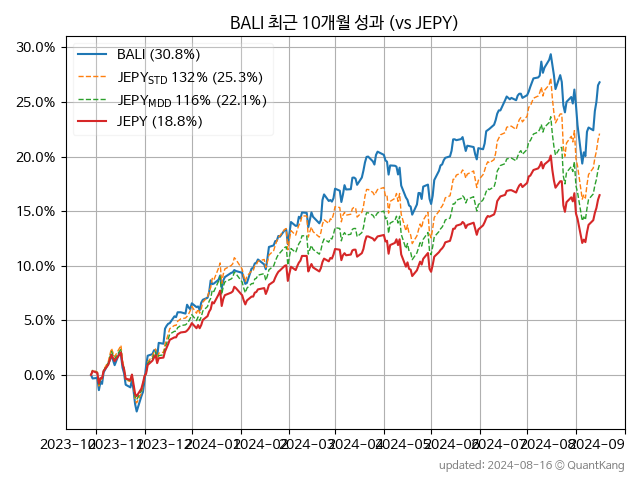 BALI 최근 10개월 성과 (vs JEPY)
BALI (30.8%)
JEPYSTD 132% (25.3%)
JEPYMDD 116% (22.1%)
JEPY (18.8%)
30.0%
25.0%
20.0%
15.0%
10.0%
5.0%
0.0%
2023-10 2023-11 2023-12 2024-01 2024-02 2024-03 2024-04 2024-05 2024-06 2024-07 2024-08 2024-09
updated: 2024-08-16 © QuantKang